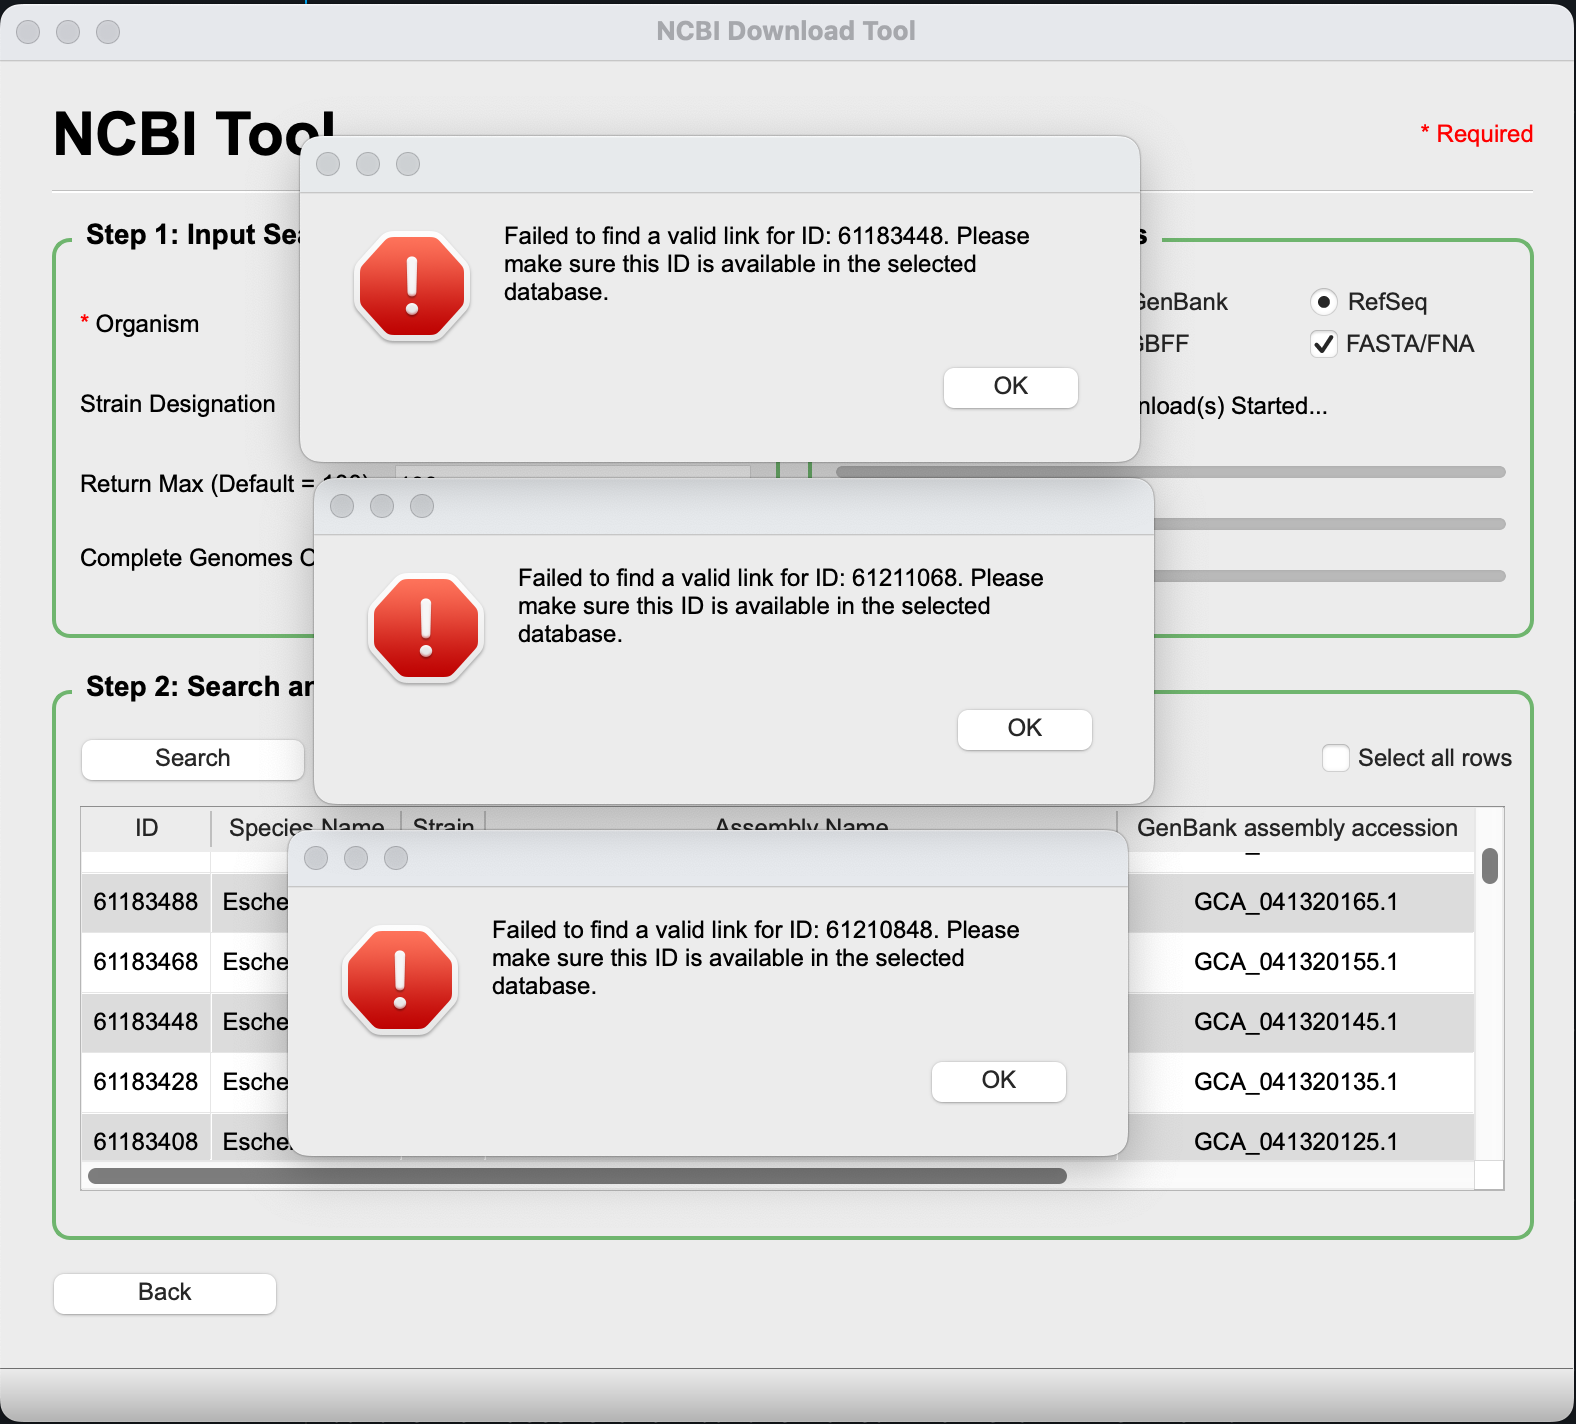 NCBI Download Tool
NCBI Tool
* Required
Step 1: Input Sea
* Organism
Strain Designation
Return Max (Default = 100)
Complete Genomes O
GenBank
RefSeq
GBFF
FASTA/FNA
nload(s) Started...
Failed to find a valid link for ID: 61183448. Please
make sure this ID is available in the selected
database.
OK
Failed to find a valid link for ID: 61211068. Please
make sure this ID is available in the selected
database.
OK
Step 2: Search an
Search
Select all rows
ID
Species Name
Strain
Assembly Name
GenBank assembly accession
61183488
Esche
GCA_041320165.1
61183468
Esche
GCA_041320155.1
61183448
Esche
GCA_041320145.1
61183428
Esche
GCA_041320135.1
61183408
Esche
GCA_041320125.1
Failed to find a valid link for ID: 61210848. Please
make sure this ID is available in the selected
database.
OK
Back